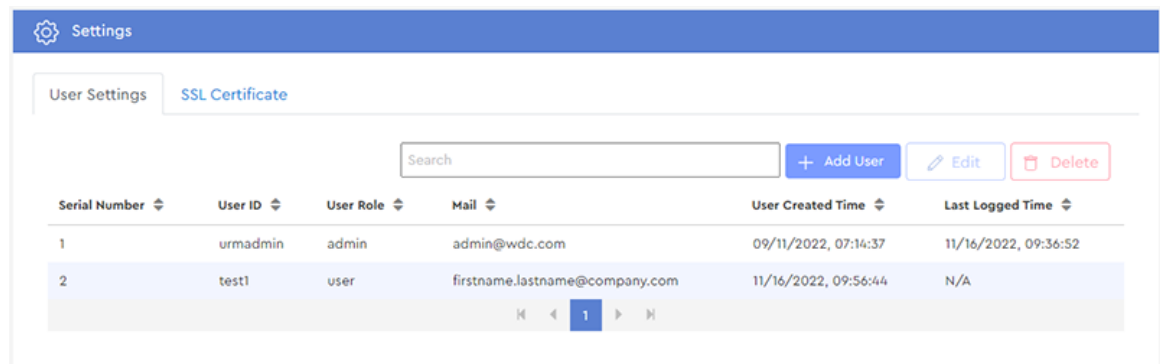 Settings
User Settings SSL Certificate
Search + Add User Edit Delete
Serial Number User ID User Role Mail User Created Time Last Logged Time
1 urmadmin admin admin@wdc.com 09/11/2022, 07:14:37 11/16/2022, 09:36:52
2 test1 user firstname.lastname@company.com 11/16/2022, 09:56:44 N/A
1